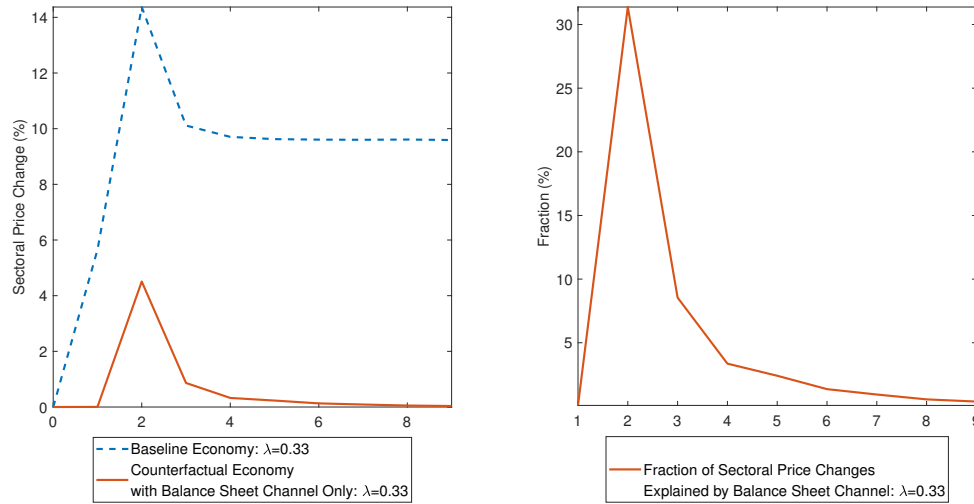 14
12
10
8
6
4
2
0
Sectoral Price Change (%)
0 2 4 6 8
Baseline Economy: λ=0.33
Counterfactual Economy
with Balance Sheet Channel Only: λ=0.33
30
25
20
15
10
5
Fraction (%)
1 2 3 4 5 6 7 8 9
Fraction of Sectoral Price Changes
Explained by Balance Sheet Channel: λ=0.33